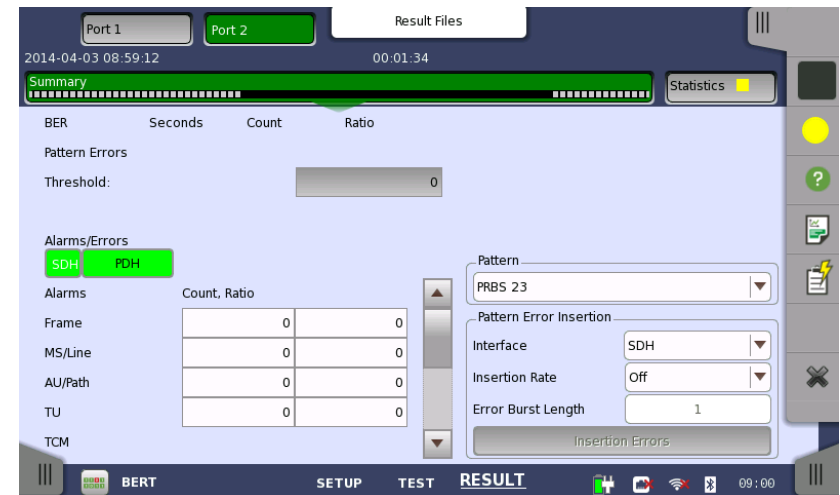 Port 1
Port 2
Result Files
2014-04-03 08:59:12
00:01:34
Summary
Statistics
BER Seconds Count Ratio
Pattern Errors
Threshold: 0
Alarms/Errors
SDH PDH
Alarms Count, Ratio
Frame 0 0
MS/Line 0 0
AU/Path 0 0
TU 0 0
TCM
Pattern
PRBS 23
Pattern Error Insertion
Interface SDH
Insertion Rate Off
Error Burst Length 1
Insertion Errors
BERT SETUP TEST RESULT 09:00